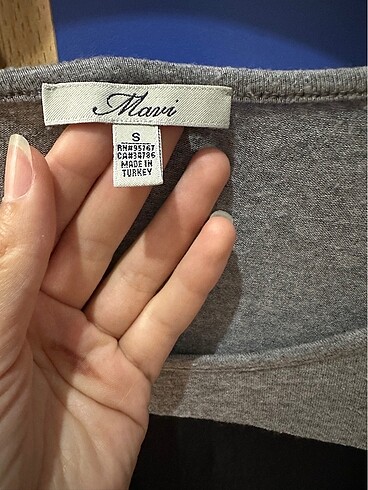 Mavi
S
RN#95767
CA#34786
MADE IN
TURKEY